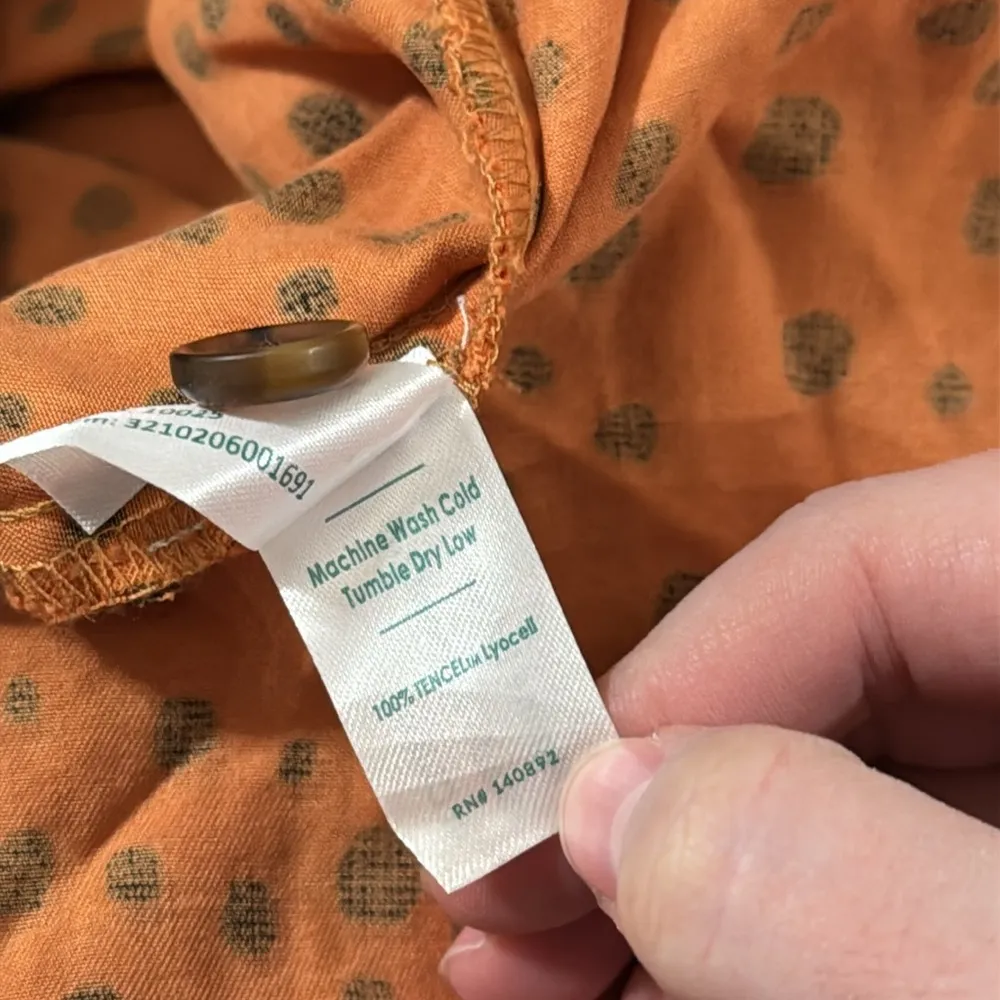 3210206001691
Machine Wash Cold
Tumble Dry Low
100% TENCEL™ Lyocell
RN# 140892